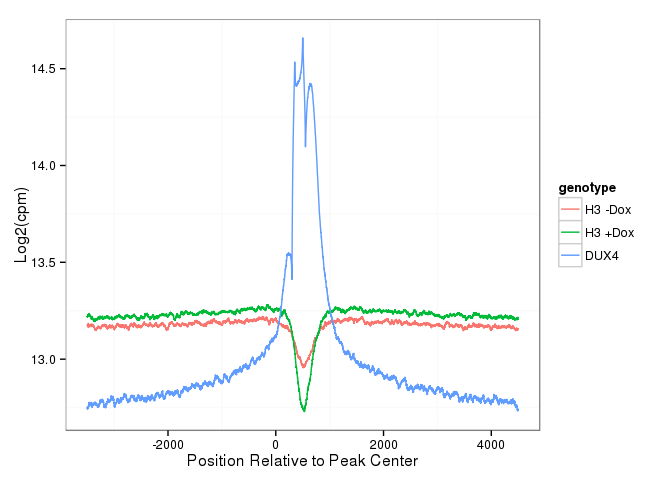 14.5
14.0
13.5
13.0
Log2(cpm)
-2000
0
2000
4000
Position Relative to Peak Center
genotype
H3 -Dox
H3 +Dox
DUX4